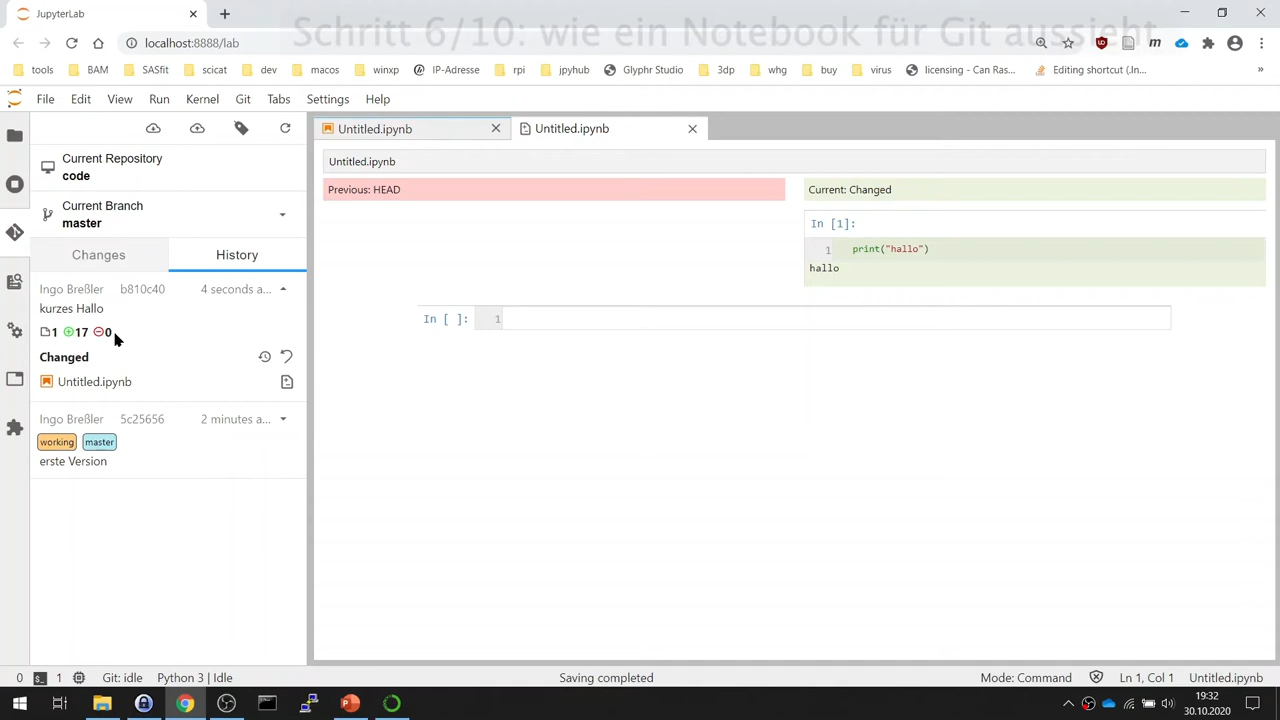 JupyterLab
Schritt 6/10: wie ein Notebook für Git aussieht
localhost:8888/lab
tools BAM SASfit scicat dev macos winxp IP-Adresse rpi jpyhub Glyphr Studio 3dp whg buy virus licensing - Can Ras... Editing shortcut (.In... »
File Edit View Run Kernel Git Tabs Settings Help
Untitled.ipynb
Untitled.ipynb
Current Repository
code
Current Branch
master
Changes
History
Ingo Breßler b810c40 4 seconds a...
kurzes Hallo
1 17 0
Changed
Untitled.ipynb
Ingo Breßler 5c25656 2 minutes a...
working master
erste Version
Untitled.ipynb
Previous: HEAD
Current: Changed
In [1]:
1 print("hallo")
hallo
In [ ]: 1
0 1 Git: idle Python 3 | Idle Saving completed Mode: Command Ln 1, Col 1 Untitled.ipynb
19:32
30.10.2020